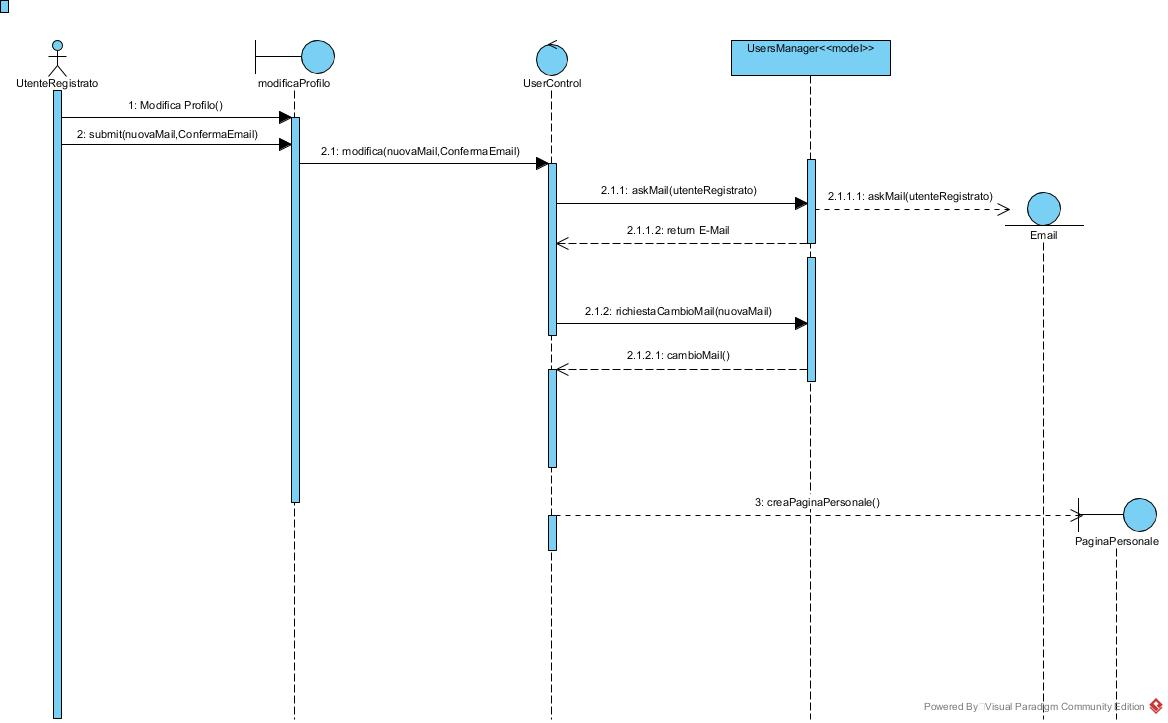 UsersManager<<model>>
UtenteRegistrato
modificaProfilo
UserControl
1: Modifica Profilo()
2: submit(nuovaMail,ConfermaEmail)
2.1: modifica(nuovaMail,ConfermaEmail)
2.1.1: askMail(utenteRegistrato)
2.1.1.1: askMail(utenteRegistrato)
2.1.1.2: return E-Mail
Email
2.1.2: richiestaCambioMail(nuovaMail)
2.1.2.1: cambioMail()
3: creaPaginaPersonale()
PaginaPersonale
Powered By Visual Paradigm Community Edition